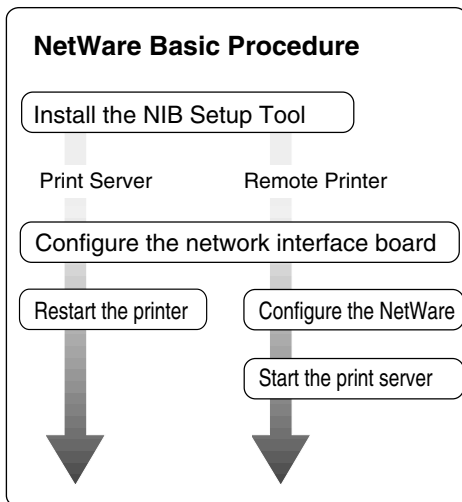 NetWare Basic Procedure
Install the NIB Setup Tool
Print Server
Remote Printer
Configure the network interface board
Restart the printer
Configure the NetWare
Start the print server